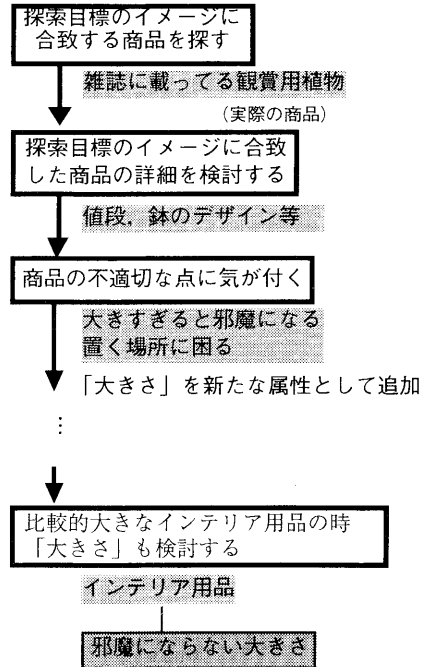 探索目標のイメージに
合致する商品を探す
雑誌に載ってる観賞用植物
(実際の商品)
探索目標のイメージに合致
した商品の詳細を検討する
値段，鉢のデザイン等
商品の不適切な点に気が付く
大きすぎると邪魔になる
置く場所に困る
「大きさ」を新たな属性として追加
⋮
比較的大きなインテリア用品の時
「大きさ」も検討する
インテリア用品
邪魔にならない大きさ